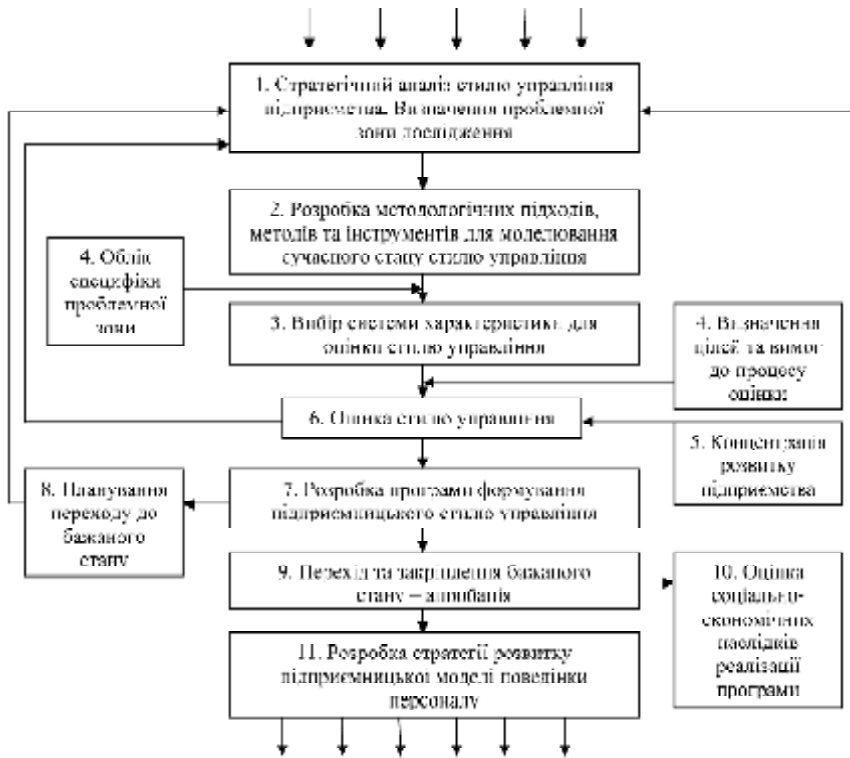 1. Стратегічний аналіз стилю управління
підприємства. Визначення проблемної
зони дослідження
2. Розробка методологічних підходів,
методів та інструментів для моделювання
сучасного стану стилю управління
4. Облік
специфіки
проблемної
зони
3. Вибір системи характеристики для
оцінки стилю управління
4. Визначення
цілей та вимог
до процесу
оцінки
6. Оцінка стилю управління
5. Концентрація
розвитку
підприємства
8. Планування
переходу до
бажаного
стану
7. Розробка програми формування
підприємницького стилю управління
9. Перехід та закріплення бажаного
стану – апробація
10. Оцінка
соціально-
економічних
наслідків
реалізації
програми
11. Розробка стратегії розвитку
підприємницької моделі поведінки
персоналу